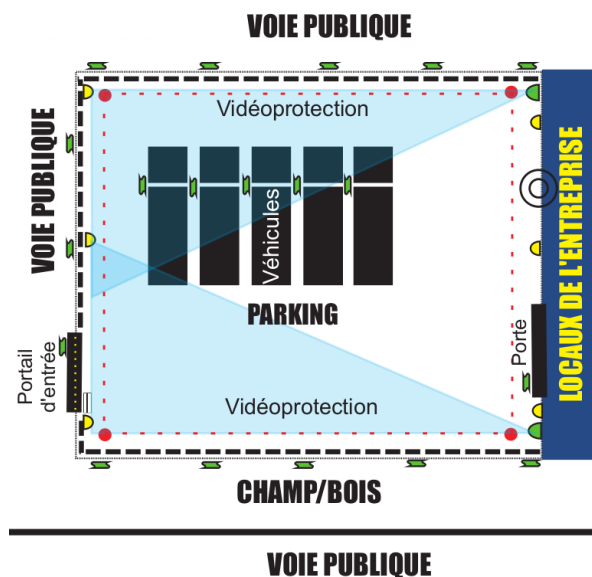 VOIE PUBLIQUE
Vidéoprotection
VOIE PUBLIQUE
Véhicules
LOCAUX DE L'ENTREPRISE
PARKING
Portail
d'entrée
Porte
Vidéoprotection
CHAMP/BOIS
VOIE PUBLIQUE